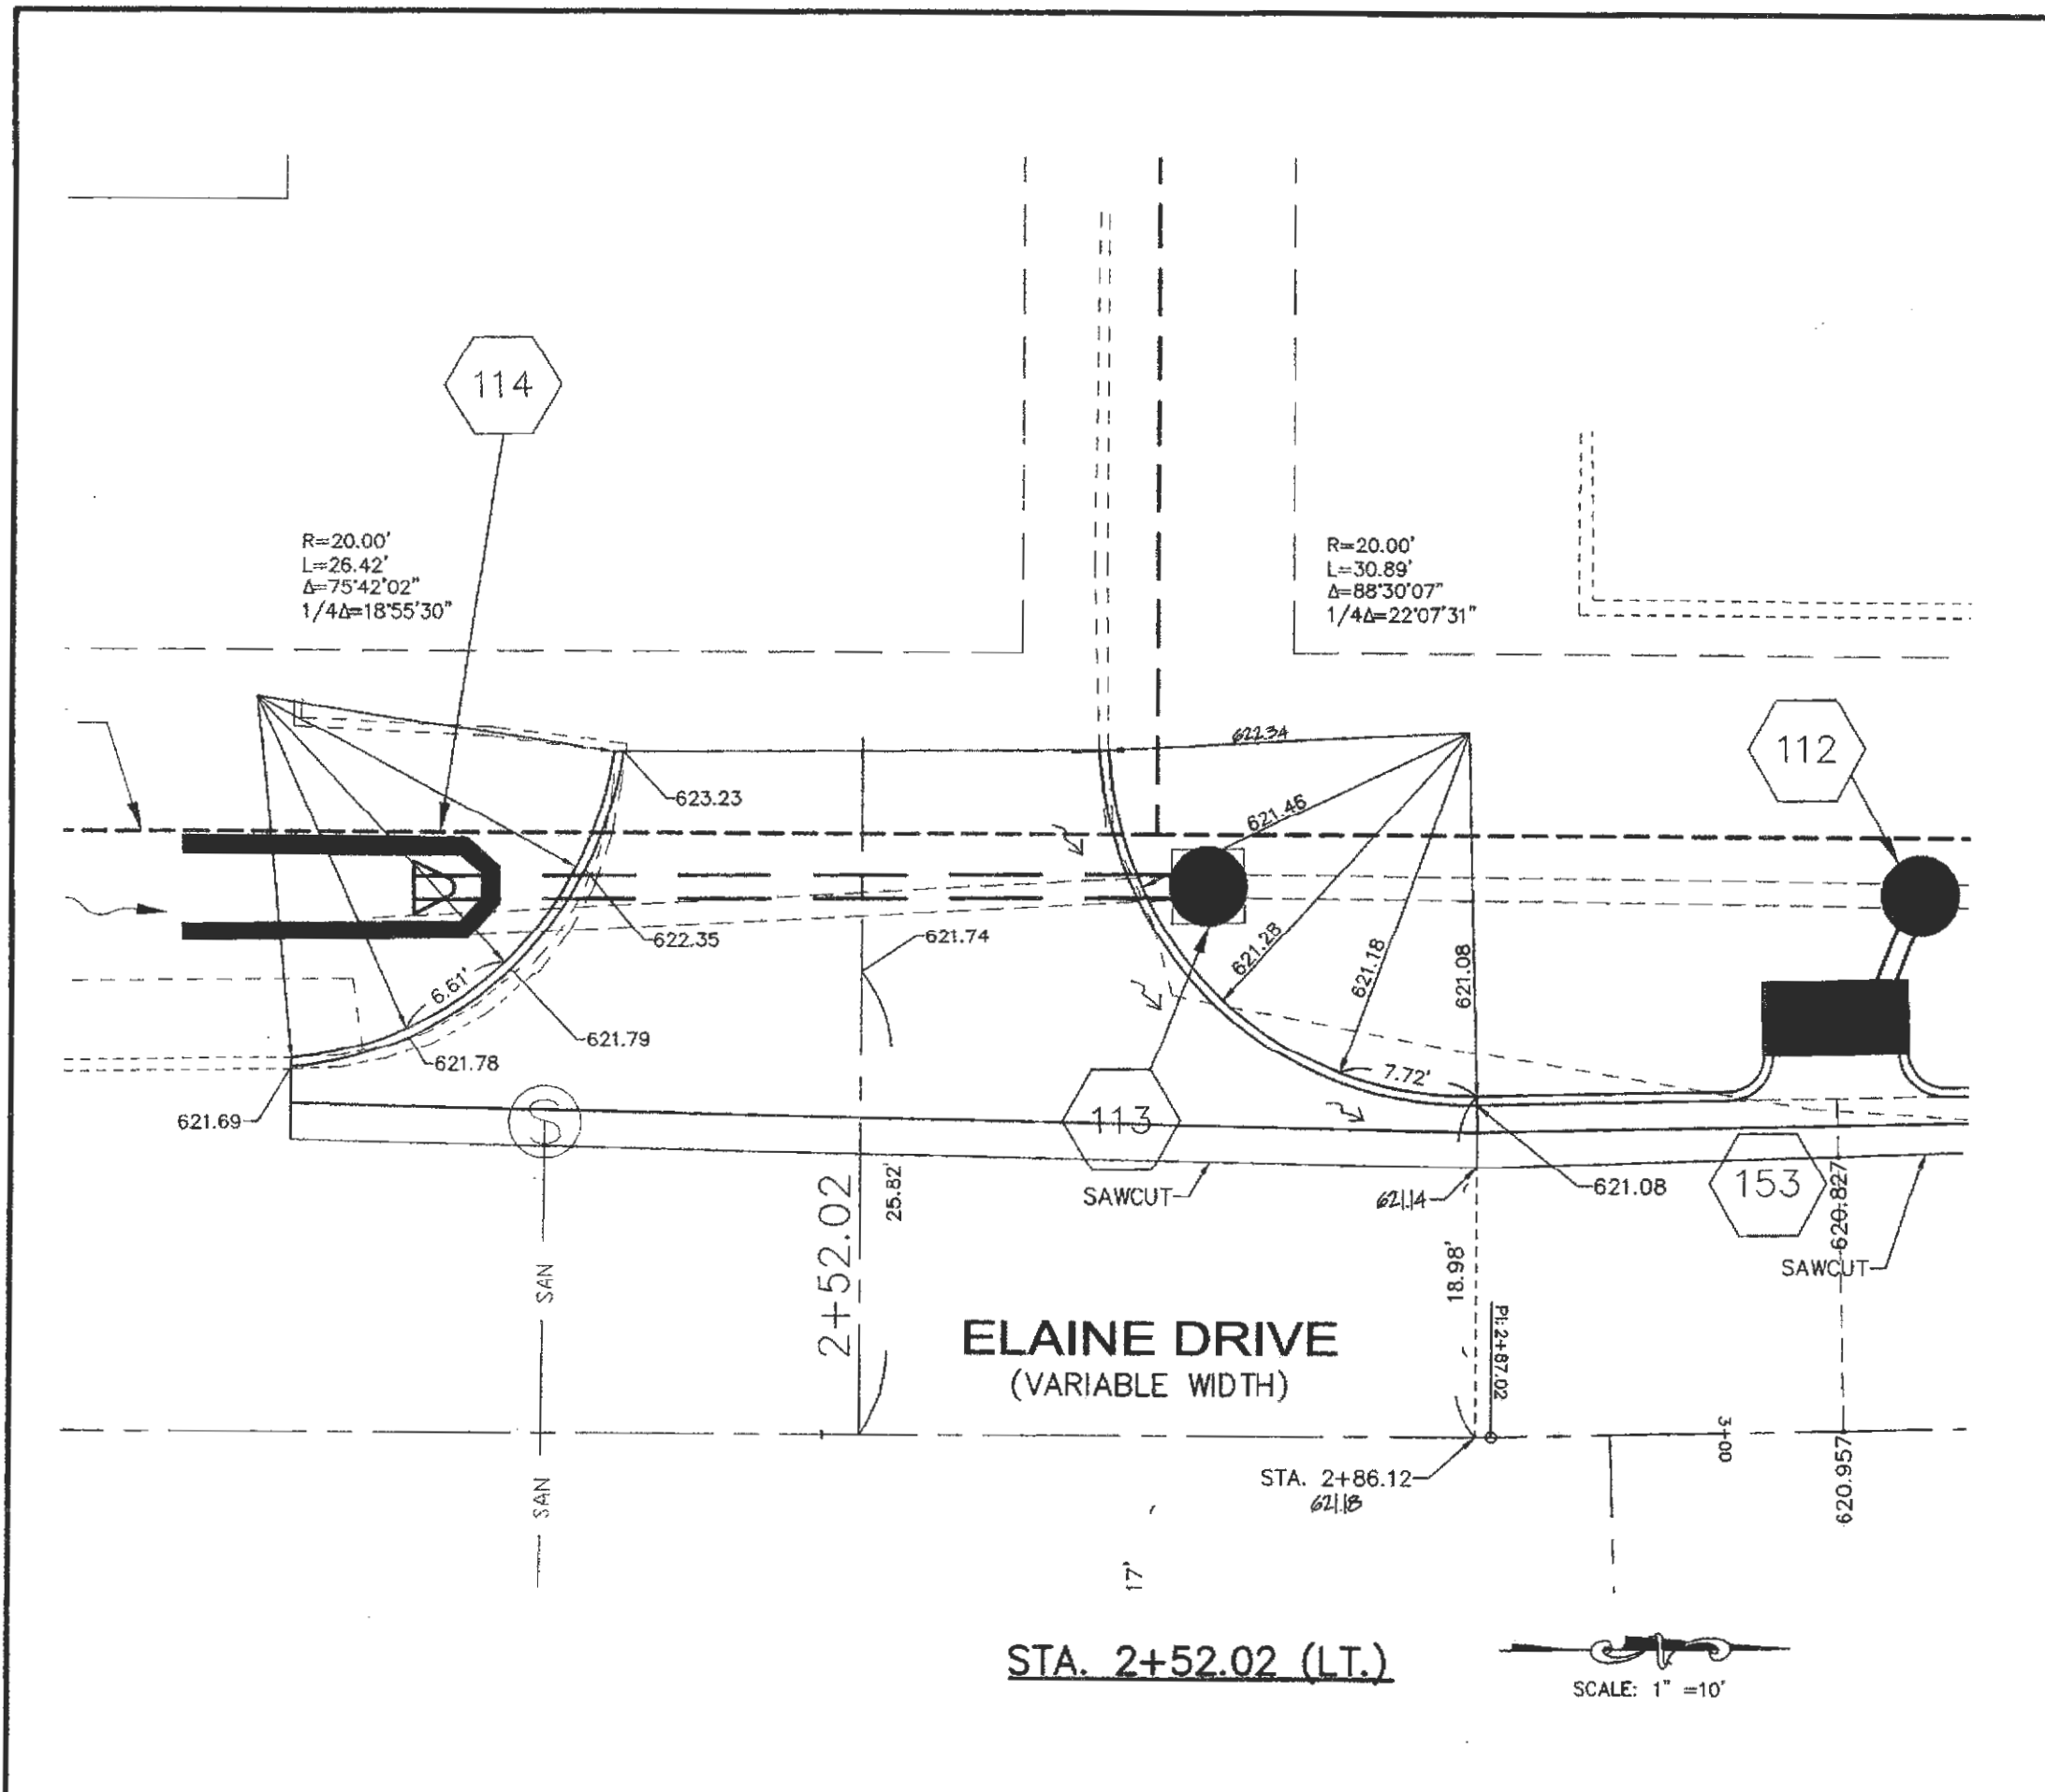 114
R=20.00'
L=26.42'
Δ=75°42'02"
1/4Δ=18°55'30"
R=20.00'
L=30.89'
Δ=88°30'07"
1/4Δ=22°07'31"
112
622.34
623.23
621.46
622.35
621.74
621.28
621.18
621.08
6.61'
621.79
621.78
7.72'
621.69
S
113
SAWCUT
621.14
621.08
153
620.827
SAWCUT
25.82'
2+52.02
18.98'
SAN
PI: 2+87.02
ELAINE DRIVE
(VARIABLE WIDTH)
3+00
STA. 2+86.12
621.18
620.957
SAN
17'
STA. 2+52.02 (LT.)
SCALE: 1" =10'